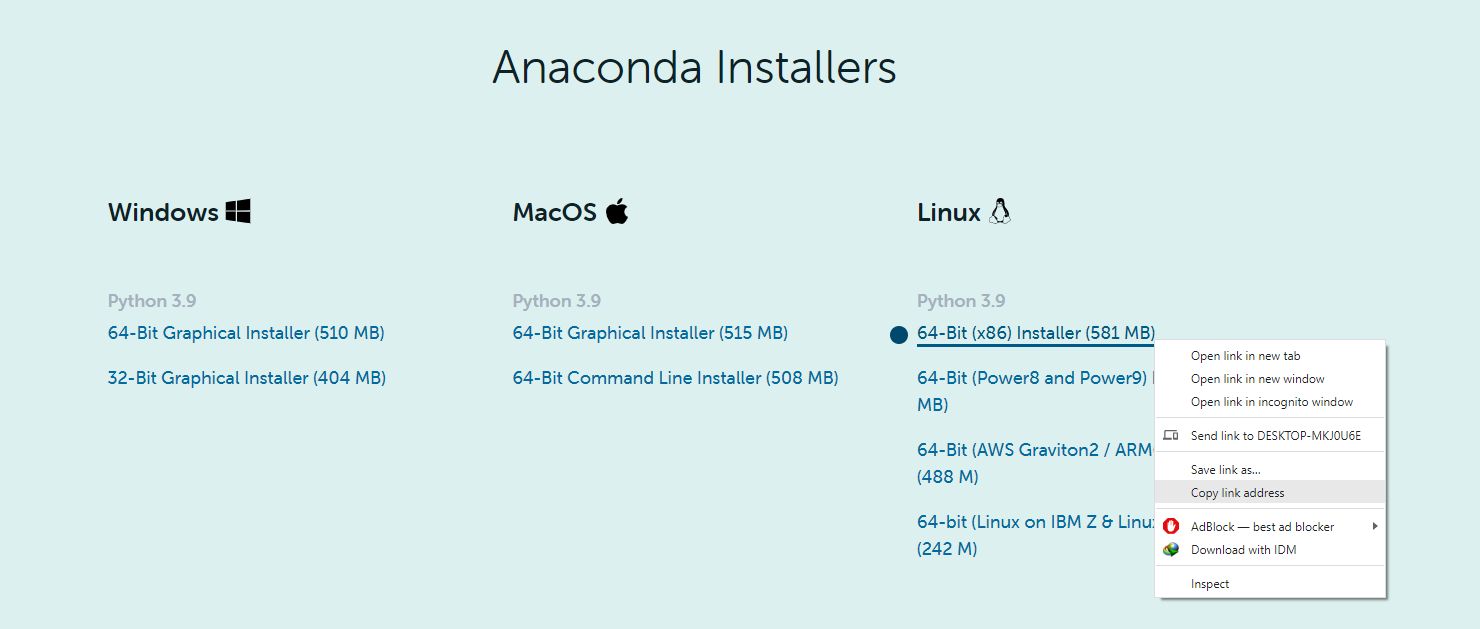 Anaconda Installers
Windows
Python 3.9
64-Bit Graphical Installer (510 MB)
32-Bit Graphical Installer (404 MB)
MacOS
Python 3.9
64-Bit Graphical Installer (515 MB)
64-Bit Command Line Installer (508 MB)
Linux
Python 3.9
64-Bit (x86) Installer (581 MB)
64-Bit (Power8 and Power9)
MB)
64-Bit (AWS Graviton2 /
(488 M)
64-bit (Linux on IBM Z &
(242 M)
Open link in new tab
Open link in new window
Open link in incognito window
Send link to DESKTOP-MKJ0U6E
Save link as...
Copy link address
AdBlock — best ad blocker
Download with IDM
Inspect